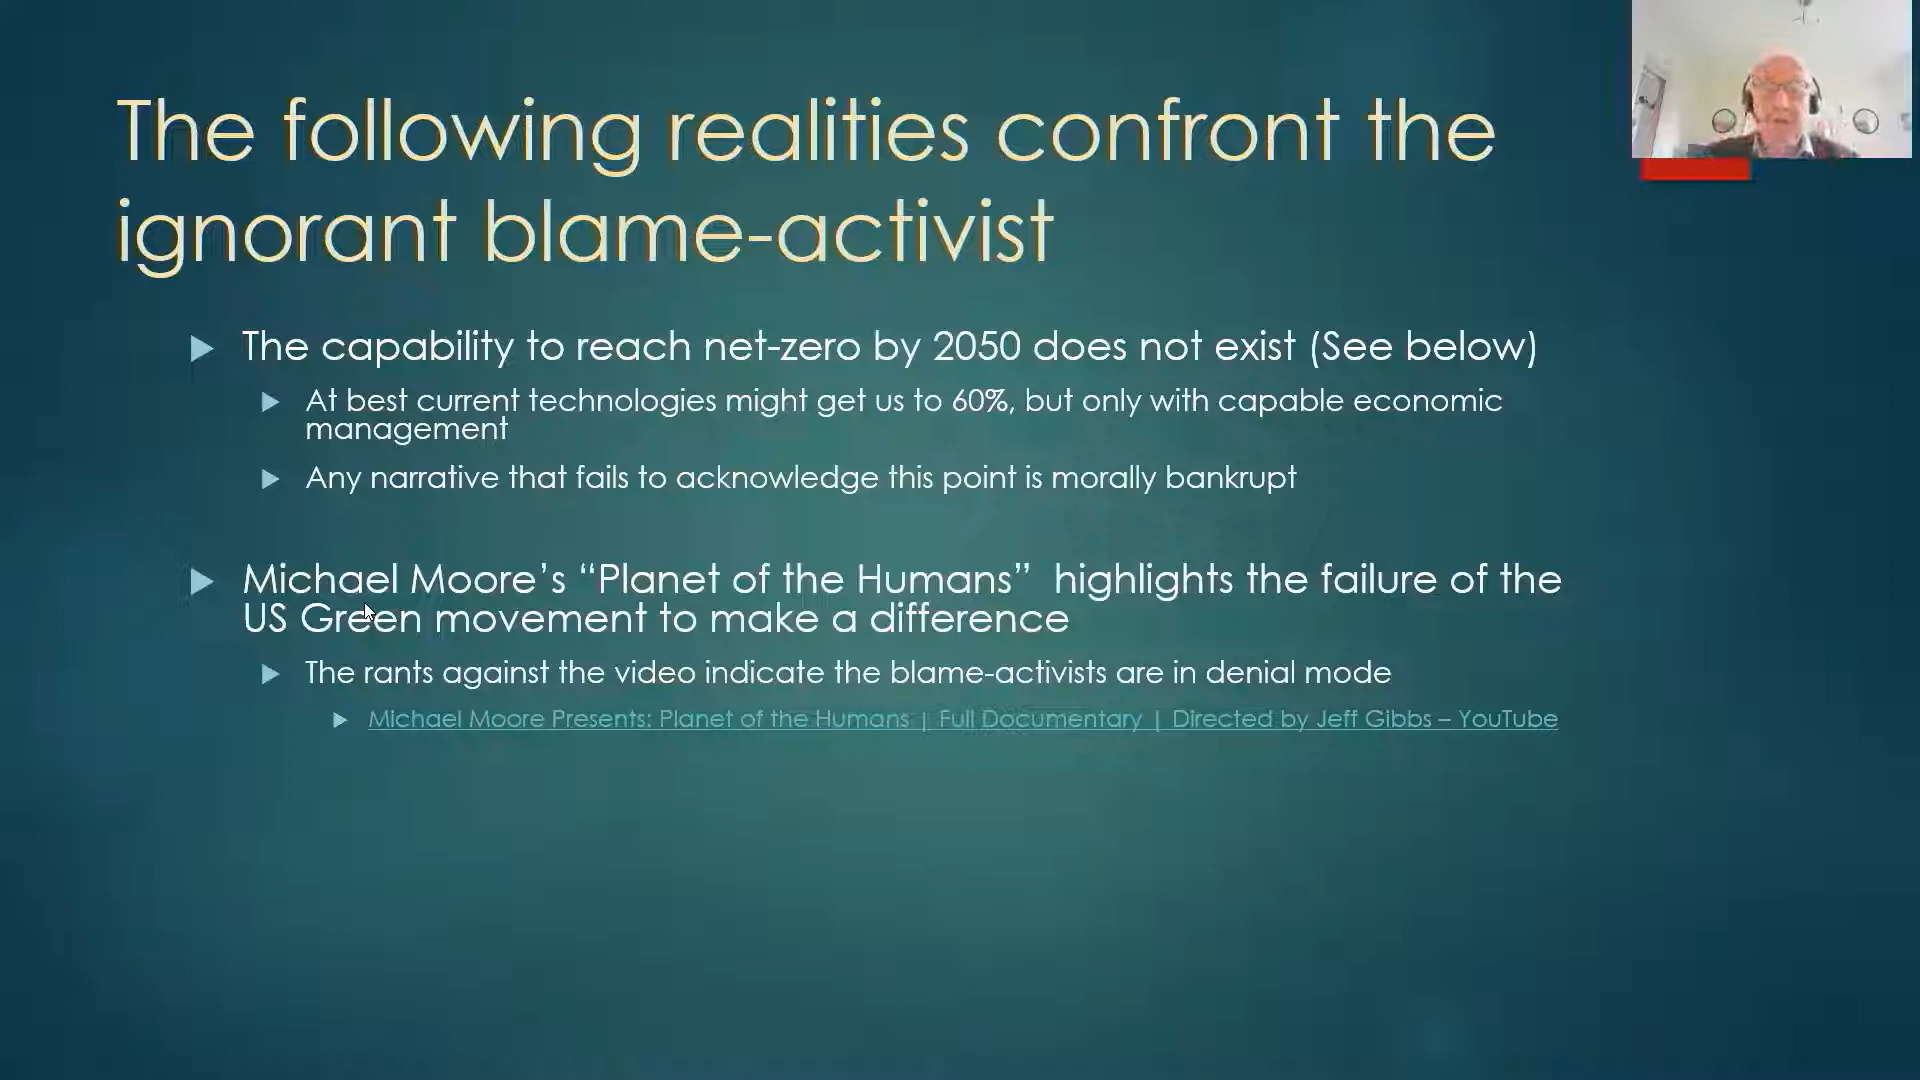 The following realities confront the
ignorant blame-activist
The capability to reach net-zero by 2050 does not exist (See below)
At best current technologies might get us to 60%, but only with capable economic
management
Any narrative that fails to acknowledge this point is morally bankrupt
Michael Moore’s “Planet of the Humans”  highlights the failure of the
US Green movement to make a difference
The rants against the video indicate the blame-activists are in denial mode
Michael Moore Presents: Planet of the Humans | Full Documentary | Directed by Jeff Gibbs – YouTube